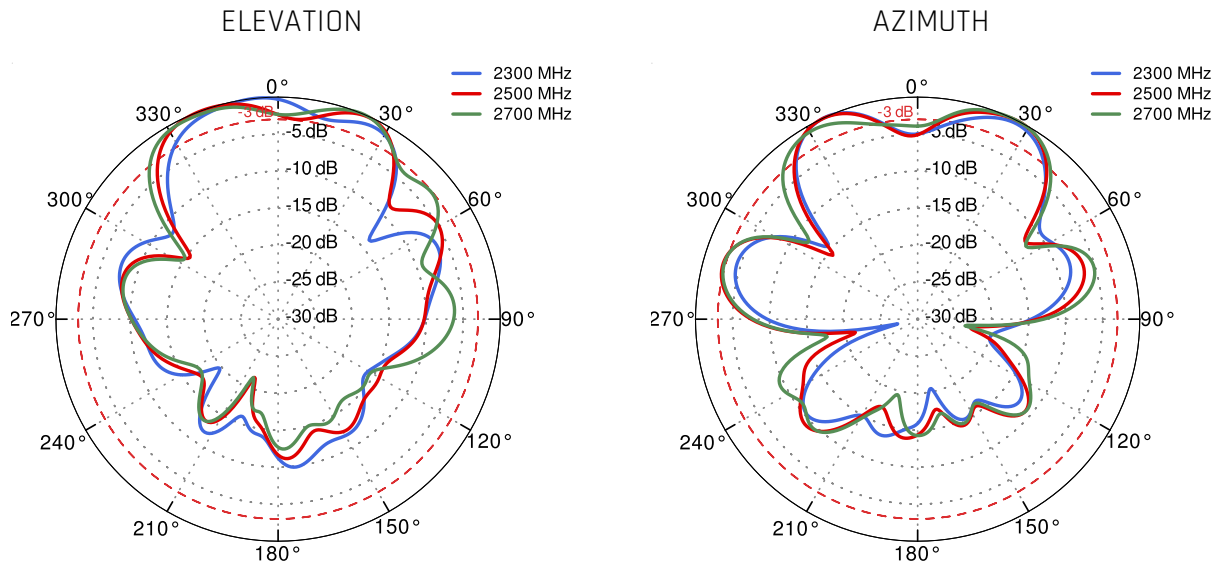 ELEVATION
2300 MHz
2500 MHz
2700 MHz
0°
330°
30°
-3 dB
-5 dB
-10 dB
300°
60°
-15 dB
-20 dB
-25 dB
270°
-30 dB
90°
240°
120°
210°
150°
180°
AZIMUTH
2300 MHz
2500 MHz
2700 MHz
0°
330°
30°
-3 dB
-5 dB
-10 dB
300°
60°
-15 dB
-20 dB
-25 dB
270°
-30 dB
90°
240°
120°
210°
150°
180°